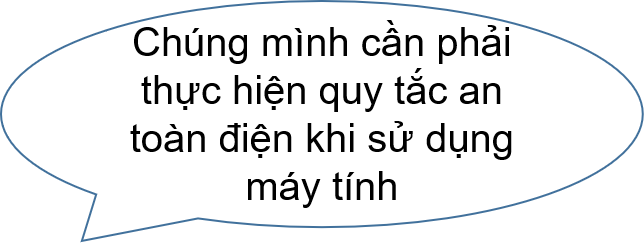 Chúng mình cần phải
thực hiện quy tắc an
toàn điện khi sử dụng
máy tính